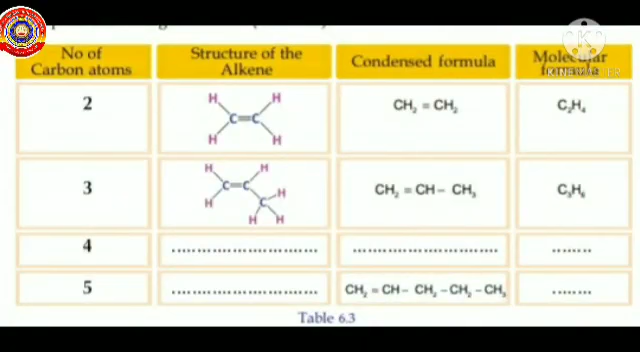 No of Carbon atoms
Structure of the Alkene
Condensed formula
Molecular formula
2
H H
C=C
H H
CH₂ = CH₂
C₂H₄
3
H H
C=C
H C H
H H
CH₂ = CH – CH₃
C₃H₆
4
............................
............................
........
5
............................
CH₂ = CH – CH₂ – CH₂ – CH₃
........
Table 6.3